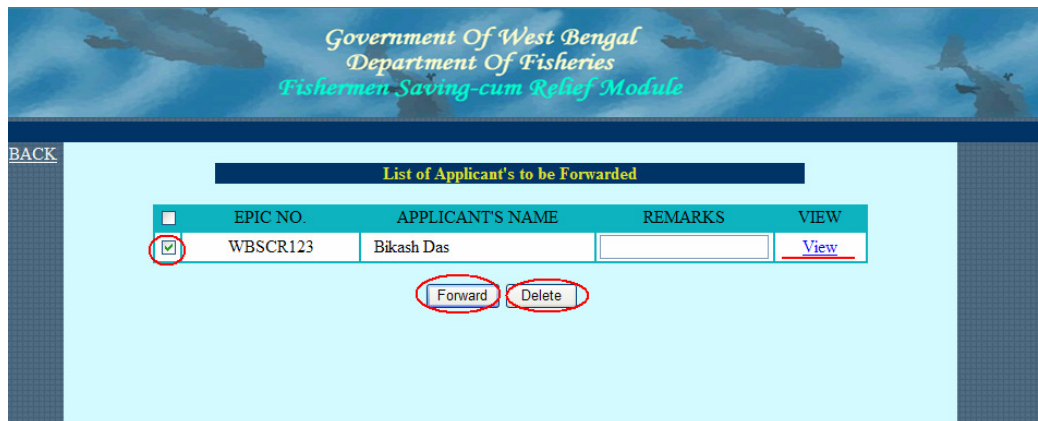 Government Of West Bengal
Department Of Fisheries
Fishermen Saving-cum Relief Module
BACK
List of Applicant's to be Forwarded
EPIC NO. APPLICANT'S NAME REMARKS VIEW
WBSCR123 Bikash Das View
Forward Delete